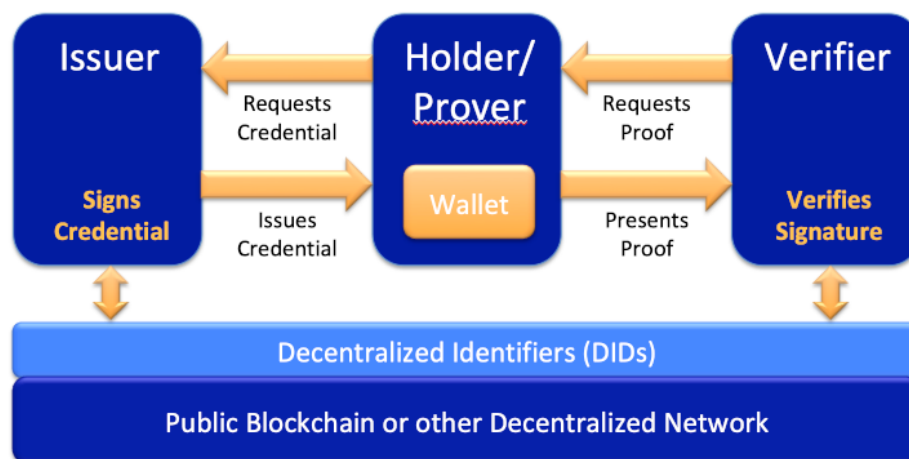 Issuer
Requests
Credential
Issues
Credential
Signs
Credential
Holder/
Prover
Wallet
Requests
Proof
Presents
Proof
Verifier
Verifies
Signature
Decentralized Identifiers (DIDs)
Public Blockchain or other Decentralized Network